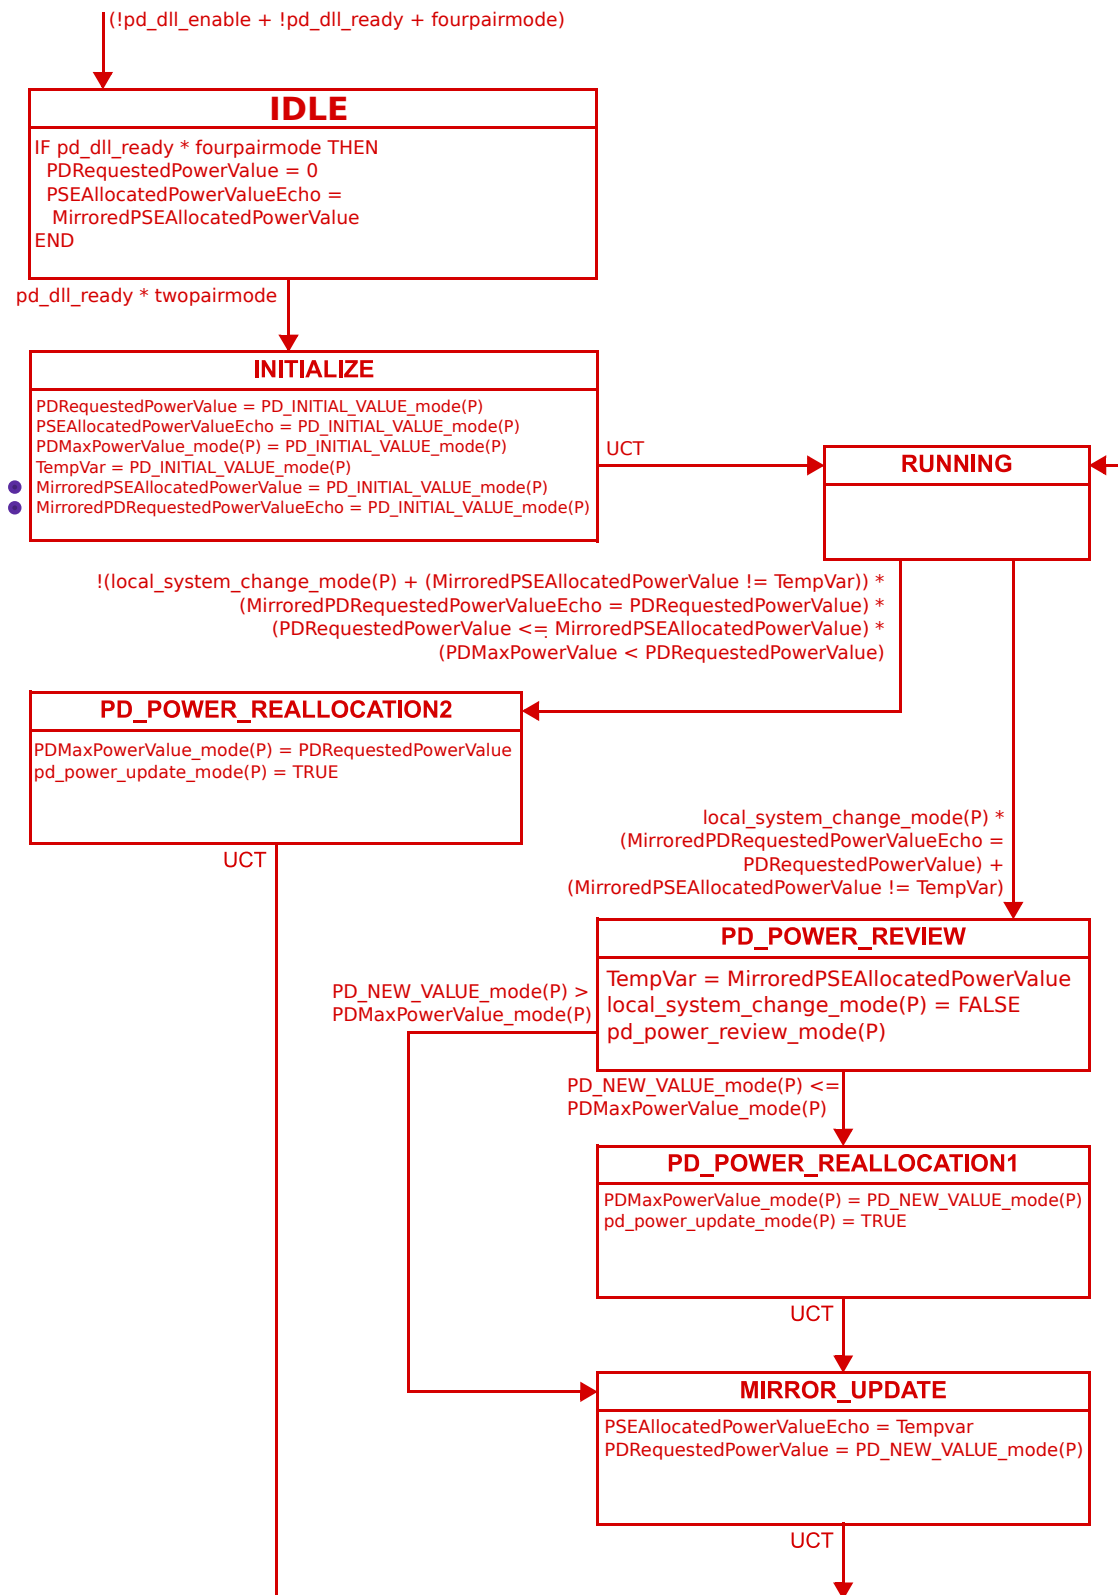 (!pd_dll_enable + !pd_dll_ready + fourpairmode)
IDLE
IF pd_dll_ready * fourpairmode THEN
PDRequestedPowerValue = 0
PSEAllocatedPowerValueEcho =
MirroredPSEAllocatedPowerValue
END
pd_dll_ready * twopairmode
INITIALIZE
PDRequestedPowerValue = PD_INITIAL_VALUE_mode(P)
PSEAllocatedPowerValueEcho = PD_INITIAL_VALUE_mode(P)
PDMaxPowerValue_mode(P) = PD_INITIAL_VALUE_mode(P)
TempVar = PD_INITIAL_VALUE_mode(P)
MirroredPSEAllocatedPowerValue = PD_INITIAL_VALUE_mode(P)
MirroredPDRequestedPowerValueEcho = PD_INITIAL_VALUE_mode(P)
UCT
RUNNING
!(local_system_change_mode(P) + (MirroredPSEAllocatedPowerValue != TempVar)) *
(MirroredPDRequestedPowerValueEcho = PDRequestedPowerValue) *
(PDRequestedPowerValue <= MirroredPSEAllocatedPowerValue) *
(PDMaxPowerValue < PDRequestedPowerValue)
PD_POWER_REALLOCATION2
PDMaxPowerValue_mode(P) = PDRequestedPowerValue
pd_power_update_mode(P) = TRUE
UCT
local_system_change_mode(P) *
(MirroredPDRequestedPowerValueEcho =
PDRequestedPowerValue) +
(MirroredPSEAllocatedPowerValue != TempVar)
PD_POWER_REVIEW
TempVar = MirroredPSEAllocatedPowerValue
local_system_change_mode(P) = FALSE
pd_power_review_mode(P)
PD_NEW_VALUE_mode(P) >
PDMaxPowerValue_mode(P)
PD_NEW_VALUE_mode(P) <=
PDMaxPowerValue_mode(P)
PD_POWER_REALLOCATION1
PDMaxPowerValue_mode(P) = PD_NEW_VALUE_mode(P)
pd_power_update_mode(P) = TRUE
UCT
MIRROR_UPDATE
PSEAllocatedPowerValueEcho = Tempvar
PDRequestedPowerValue = PD_NEW_VALUE_mode(P)
UCT